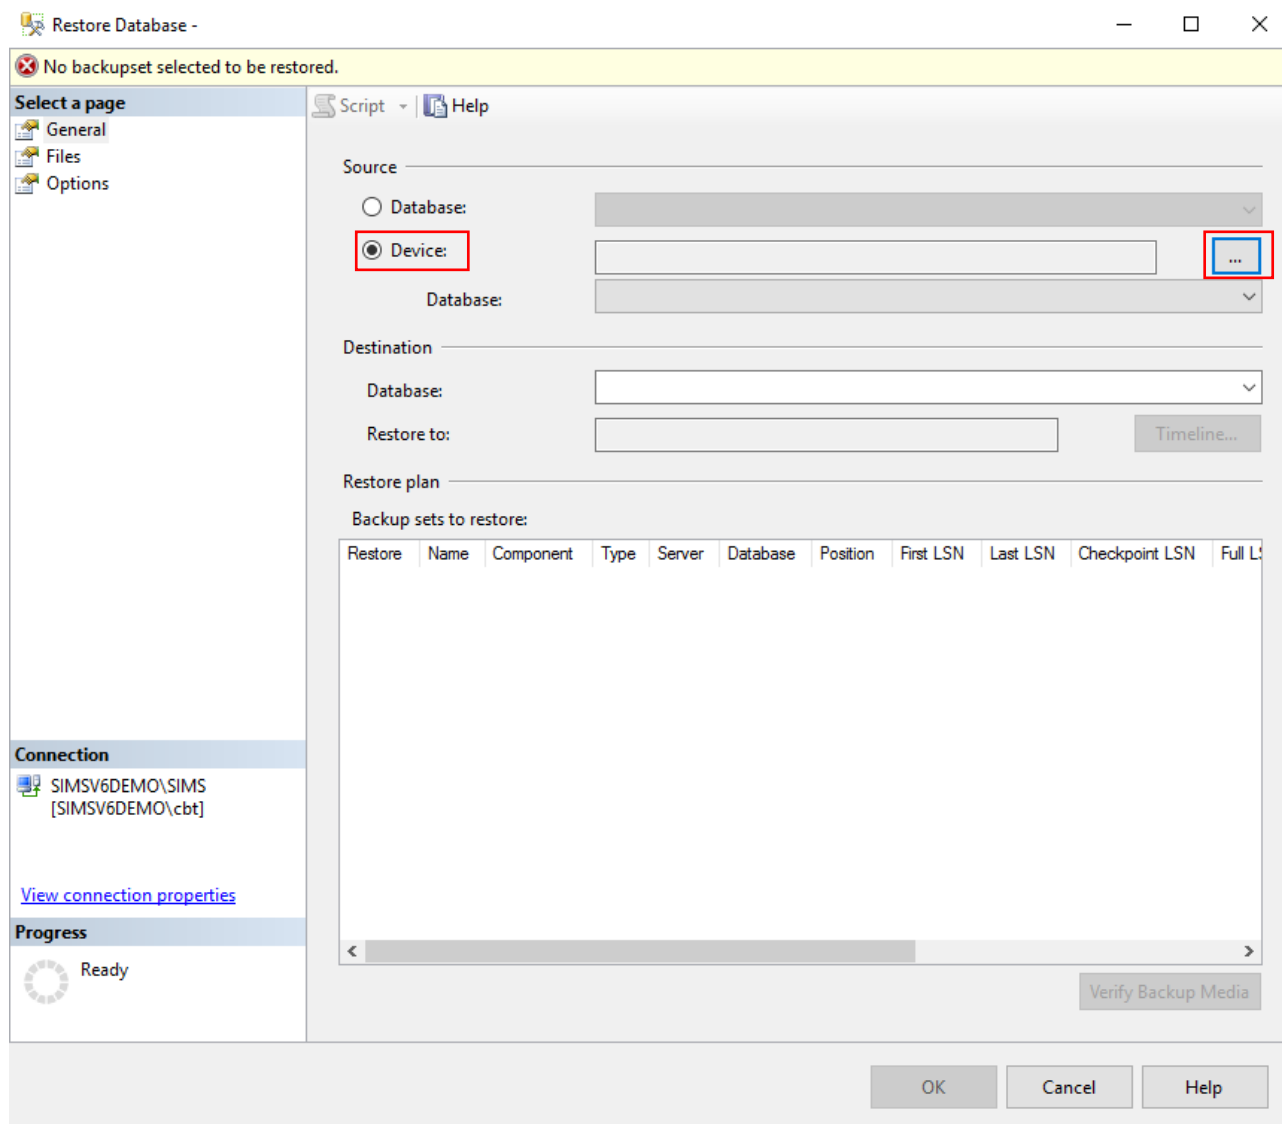 Restore Database -
No backupset selected to be restored.
Select a page
General
Files
Options
Script
Help
Source
Database:
Device:
...
Database:
Destination
Database:
Restore to:
Timeline...
Restore plan
Backup sets to restore:
Restore Name Component Type Server Database Position First LSN Last LSN Checkpoint LSN Full L
Connection
SIMSV6DEMO\SIMS
[SIMSV6DEMO\cbt]
View connection properties
Progress
Ready
Verify Backup Media
OK Cancel Help